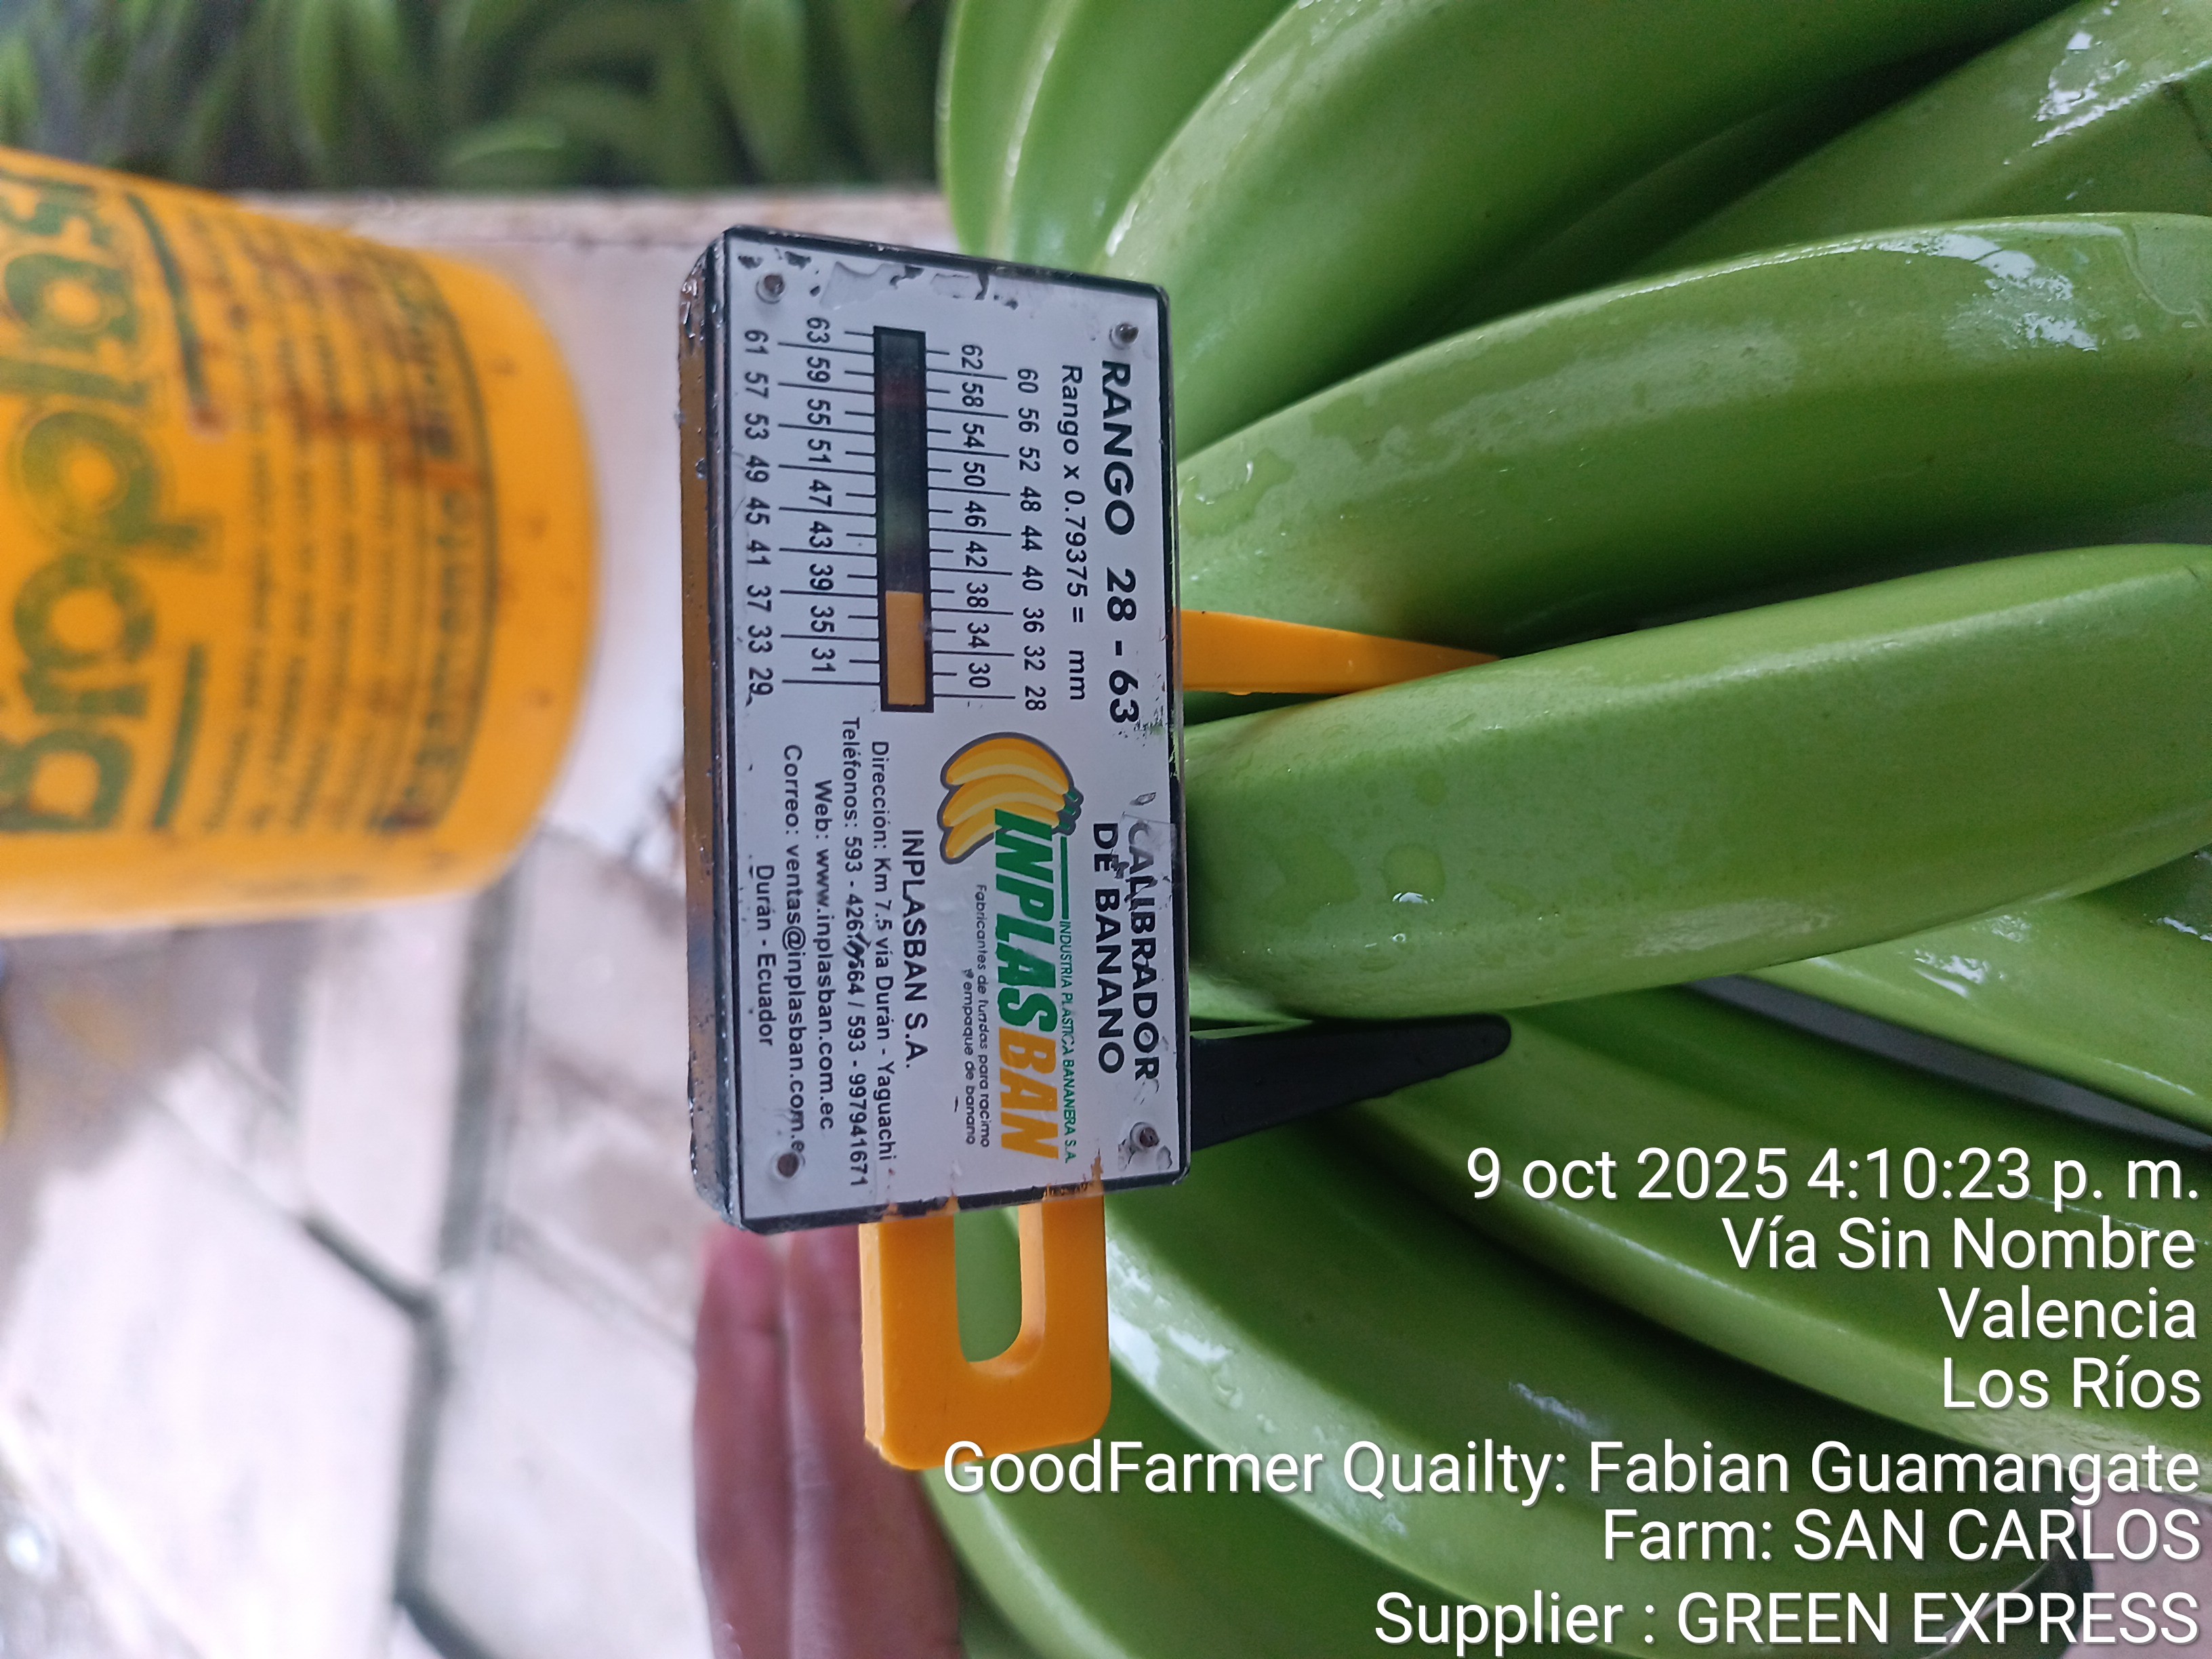 RANGO 28 - 63
Rango x 0.79375 = mm
60 56 52 48 44 40 36 32 28
62 58 54 50 46 42 38 34 30
63 59 55 51 47 43 39 35 31
61 57 53 49 45 41 37 33 29
CALIBRADOR
DE BANANO
INDUSTRIA PLASTICA BANANERA S.A.
INPLASBAN
Fabricantes de fundas para racimo
y empaque de banano
INPLASBAN S.A.
Dirección: Km 7.5 vía Durán - Yaguachi
Teléfonos: 593 - 564 / 593 - 997941671
Web: www.inplasban.com.ec
Correo: ventas@inplasban.com.ec
Durán - Ecuador
9 oct 2025 4:10:23 p. m.
Vía Sin Nombre
Valencia
Los Ríos
GoodFarmer Quailty: Fabian Guamangate
Farm: SAN CARLOS
Supplier : GREEN EXPRESS